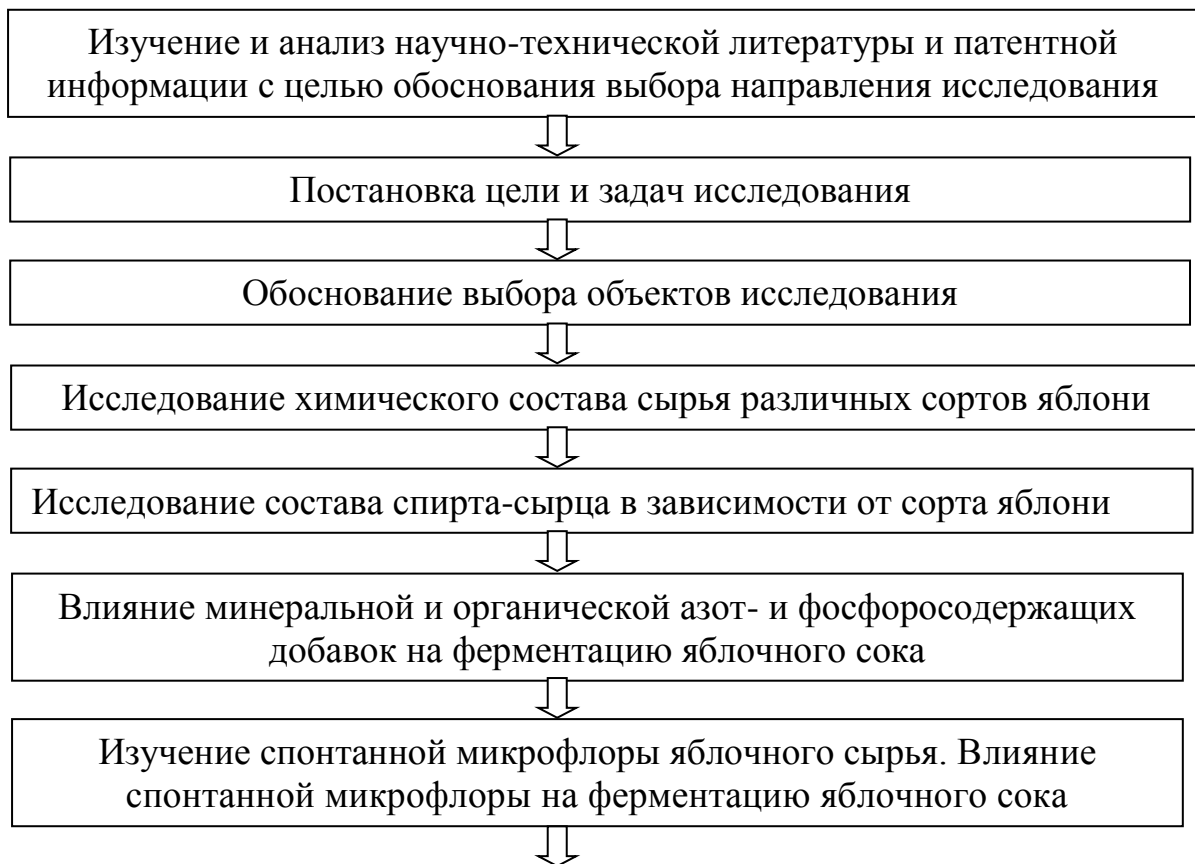 Изучение и анализ научно-технической литературы и патентной
информации с целью обоснования выбора направления исследования
Постановка цели и задач исследования
Обоснование выбора объектов исследования
Исследование химического состава сырья различных сортов яблони
Исследование состава спирта-сырца в зависимости от сорта яблони
Влияние минеральной и органической азот- и фосфоросодержащих
добавок на ферментацию яблочного сока
Изучение спонтанной микрофлоры яблочного сырья. Влияние
спонтанной микрофлоры на ферментацию яблочного сока